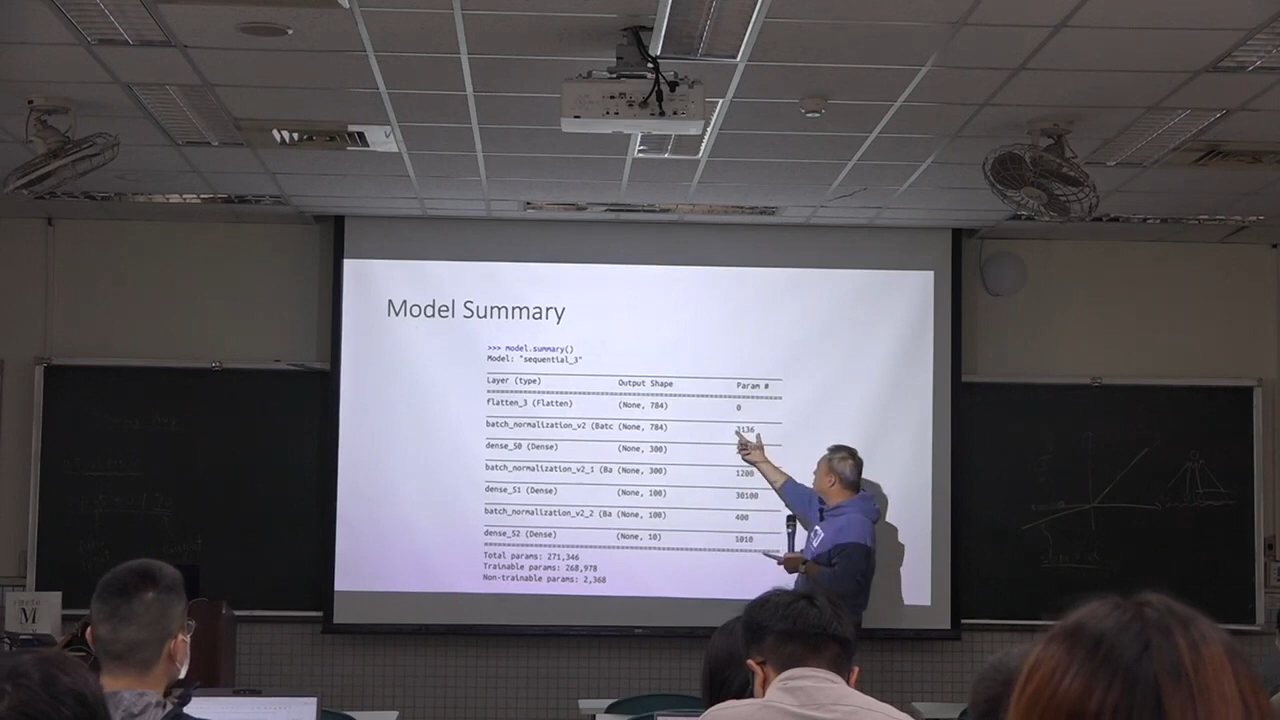 Model Summary
>>> model.summary()
Model: "sequential_3"
Layer (type) Output Shape Param #
flatten_3 (Flatten) (None, 784) 0
batch_normalization_v2 (Batc (None, 784) 3136
dense_50 (Dense) (None, 300)
batch_normalization_v2_1 (Ba (None, 300) 1200
dense_51 (Dense) (None, 100) 30100
batch_normalization_v2_2 (Ba (None, 100) 400
dense_52 (Dense) (None, 10) 1010
Total params: 271,346
Trainable params: 268,978
Non-trainable params: 2,368
M